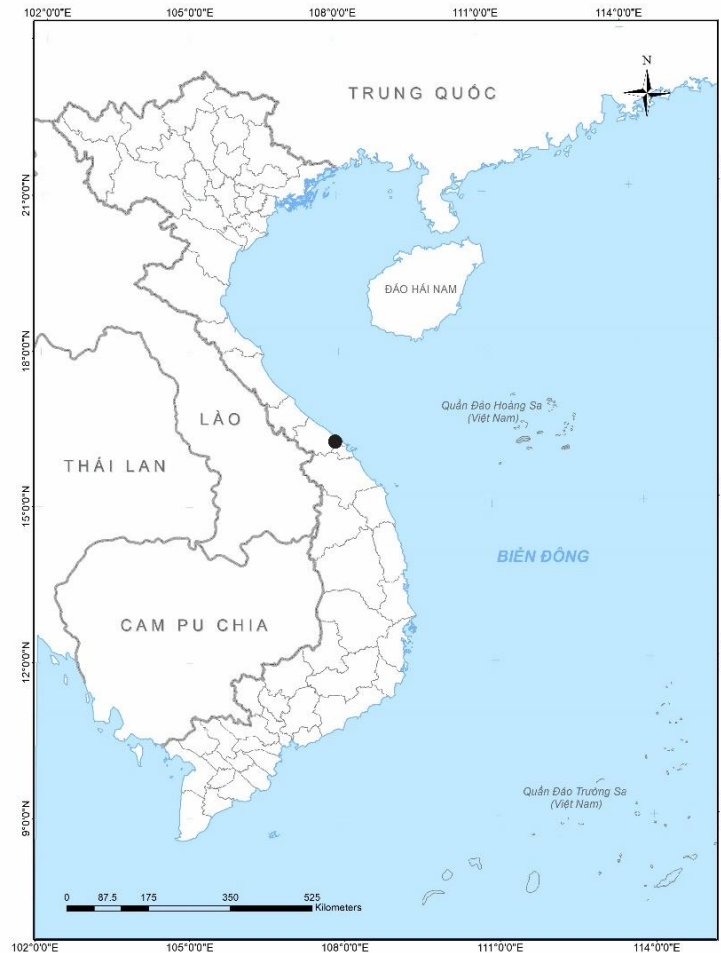 102°0'0"E 105°0'0"E 108°0'0"E 111°0'0"E 114°0'0"E
N
TRUNG QUỐC
21°0'0"N
ĐẢO HẢI NAM
18°0'0"N
Quần Đảo Hoàng Sa
(Việt Nam)
LÀO
THÁI LAN
15°0'0"N
BIỂN ĐÔNG
CAM PU CHIA
12°0'0"N
Quần Đảo Trường Sa
(Việt Nam)
9°0'0"N
0 87.5 175 350 525
Kilometers
102°0'0"E 105°0'0"E 108°0'0"E 111°0'0"E 114°0'0"E